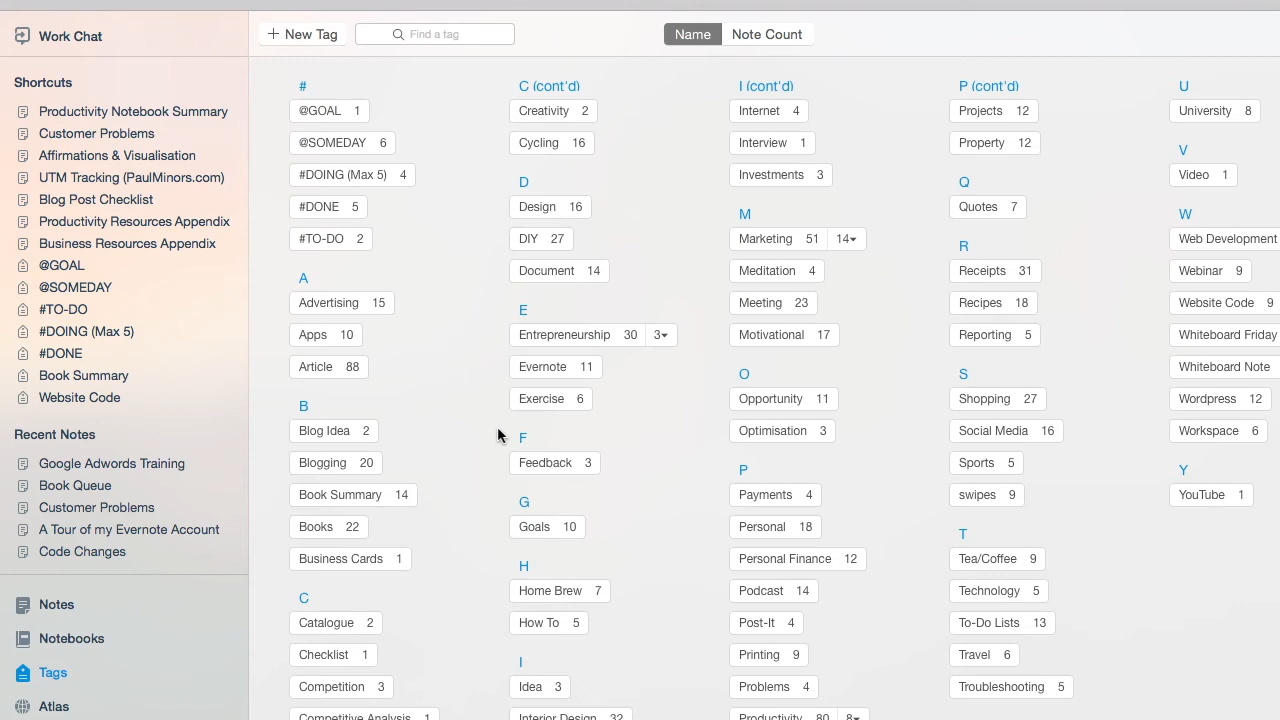 Work Chat
Shortcuts
Productivity Notebook Summary
Customer Problems
Affirmations & Visualisation
UTM Tracking (PaulMinors.com)
Blog Post Checklist
Productivity Resources Appendix
Business Resources Appendix
@GOAL
@SOMEDAY
#TO-DO
#DOING (Max 5)
#DONE
Book Summary
Website Code
Recent Notes
Google Adwords Training
Book Queue
Customer Problems
A Tour of my Evernote Account
Code Changes
Notes
Notebooks
Tags
Atlas
+ New Tag
Find a tag
Name
Note Count
#
@GOAL 1
@SOMEDAY 6
#DOING (Max 5) 4
#DONE 5
#TO-DO 2
A
Advertising 15
Apps 10
Article 88
B
Blog Idea 2
Blogging 20
Book Summary 14
Books 22
Business Cards 1
C
Catalogue 2
Checklist 1
Competition 3
Competitive Analysis 1
C (cont'd)
Creativity 2
Cycling 16
D
Design 16
DIY 27
Document 14
E
Entrepreneurship 30 3
Evernote 11
Exercise 6
F
Feedback 3
G
Goals 10
H
Home Brew 7
How To 5
I
Idea 3
Interior Design 32
I (cont'd)
Internet 4
Interview 1
Investments 3
M
Marketing 51 14
Meditation 4
Meeting 23
Motivational 17
O
Opportunity 11
Optimisation 3
P
Payments 4
Personal 18
Personal Finance 12
Podcast 14
Post-It 4
Printing 9
Problems 4
Productivity 80 8
P (cont'd)
Projects 12
Property 12
Q
Quotes 7
R
Receipts 31
Recipes 18
Reporting 5
S
Shopping 27
Social Media 16
Sports 5
swipes 9
T
Tea/Coffee 9
Technology 5
To-Do Lists 13
Travel 6
Troubleshooting 5
U
University 8
V
Video 1
W
Web Development
Webinar 9
Website Code 9
Whiteboard Friday
Whiteboard Note
Wordpress 12
Workspace 6
Y
YouTube 1